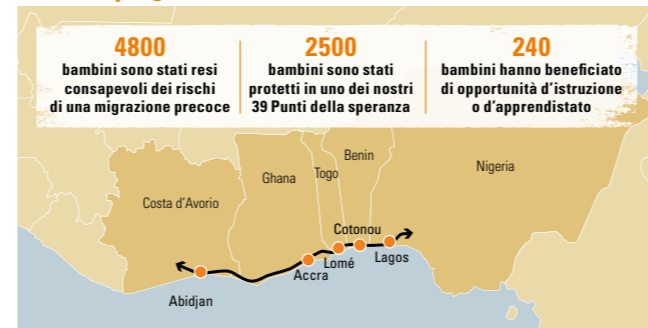 4800
bambini sono stati resi
consapevoli dei rischi
di una migrazione precoce
2500
bambini sono stati
protetti in uno dei nostri
39 Punti della speranza
240
bambini hanno beneficiato
di opportunità d'istruzione
o d'apprendistato
Costa d'Avorio
Ghana
Togo
Benin
Nigeria
Abidjan
Accra
Lomé
Cotonou
Lagos